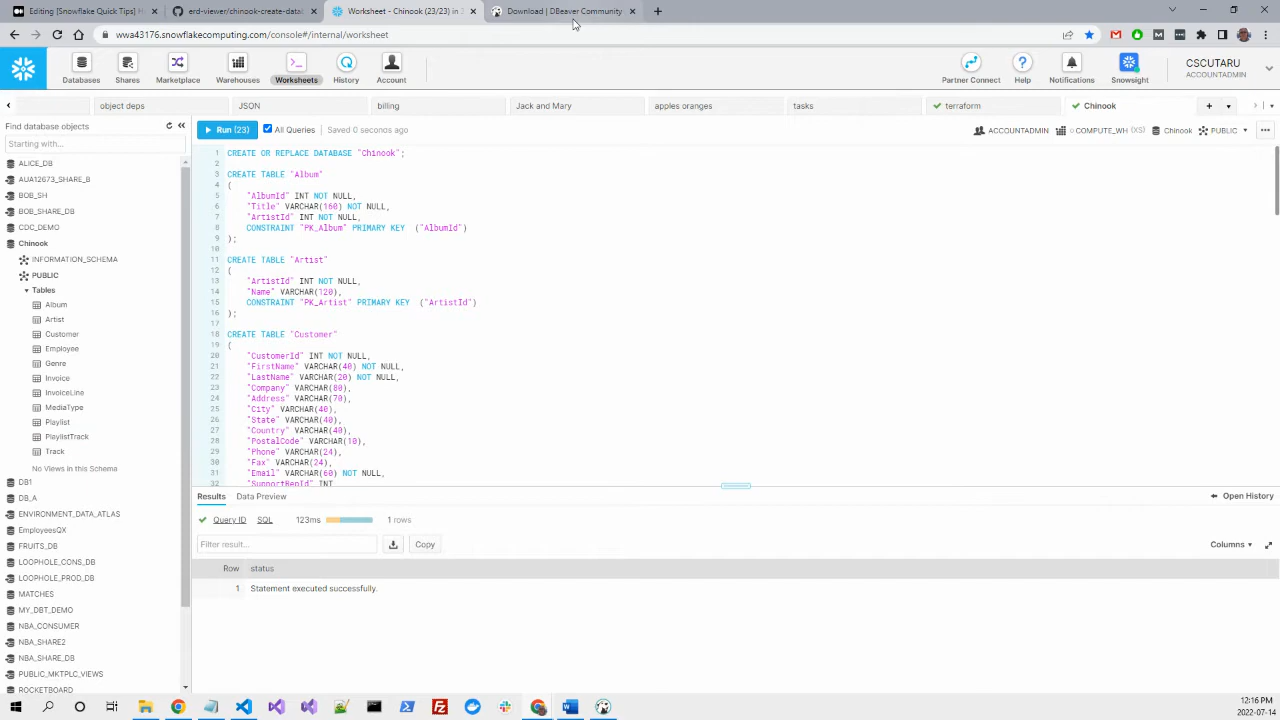 Editing [Snowflake Quick Tips] H
erd-viewer/chinook-create-databas
Worksheet - Chinook (23/23) in S
Download | DBeaver Community
wwa43176.snowflakecomputing.com/console#/internal/worksheet
Databases
Shares
Marketplace
Warehouses
Worksheets
History
Account
Partner Connect
Help
Notifications
Snowsight
CSCUTARU
ACCOUNTADMIN
object deps
JSON
billing
Jack and Mary
apples oranges
tasks
terraform
Chinook
Find database objects
Starting with...
Run (23)
All Queries
Saved 0 seconds ago
ACCOUNTADMIN
COMPUTE_WH (XS)
Chinook
PUBLIC
ALICE_DB
AUA12673_SHARE_B
BOB_SH
BOB_SHARE_DB
CDC_DEMO
Chinook
INFORMATION_SCHEMA
PUBLIC
Tables
Album
Artist
Customer
Employee
Genre
Invoice
InvoiceLine
MediaType
Playlist
PlaylistTrack
Track
No Views in this Schema
DB1
DB_A
ENVIRONMENT_DATA_ATLAS
EmployeesQX
FRUITS_DB
LOOPHOLE_CONS_DB
LOOPHOLE_PROD_DB
MATCHES
MY_DBT_DEMO
NBA_CONSUMER
NBA_SHARE2
NBA_SHARE_DB
PUBLIC_MKTPLC_VIEWS
ROCKETBOARD
1 CREATE OR REPLACE DATABASE "Chinook";
2
3 CREATE TABLE "Album"
4 (
5 "AlbumId" INT NOT NULL,
6 "Title" VARCHAR(160) NOT NULL,
7 "ArtistId" INT NOT NULL,
8 CONSTRAINT "PK_Album" PRIMARY KEY ("AlbumId")
9 );
10
11 CREATE TABLE "Artist"
12 (
13 "ArtistId" INT NOT NULL,
14 "Name" VARCHAR(120),
15 CONSTRAINT "PK_Artist" PRIMARY KEY ("ArtistId")
16 );
17
18 CREATE TABLE "Customer"
19 (
20 "CustomerId" INT NOT NULL,
21 "FirstName" VARCHAR(40) NOT NULL,
22 "LastName" VARCHAR(20) NOT NULL,
23 "Company" VARCHAR(80),
24 "Address" VARCHAR(70),
25 "City" VARCHAR(40),
26 "State" VARCHAR(40),
27 "Country" VARCHAR(40),
28 "PostalCode" VARCHAR(10),
29 "Phone" VARCHAR(24),
30 "Fax" VARCHAR(24),
31 "Email" VARCHAR(60) NOT NULL,
32 "SupportRepId" INT
Results
Data Preview
Open History
Query ID
SQL
123ms
1 rows
Filter result...
Copy
Columns
Row status
1 Statement executed successfully.
12:16 PM
2022-07-14